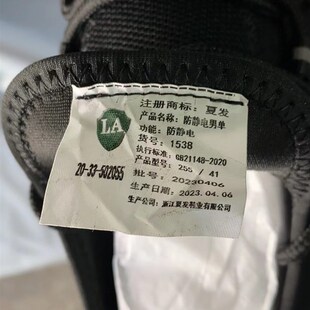 注册商标：夏发
产品名称：防静电男单
功能：防静电
货号：1538
执行标准：GB21148-2020
产品型号：255 / 41
批号：20230406
生产日期：2023.04.06
生产公司：浙江夏发鞋业有限公司
LA
20-33-502055